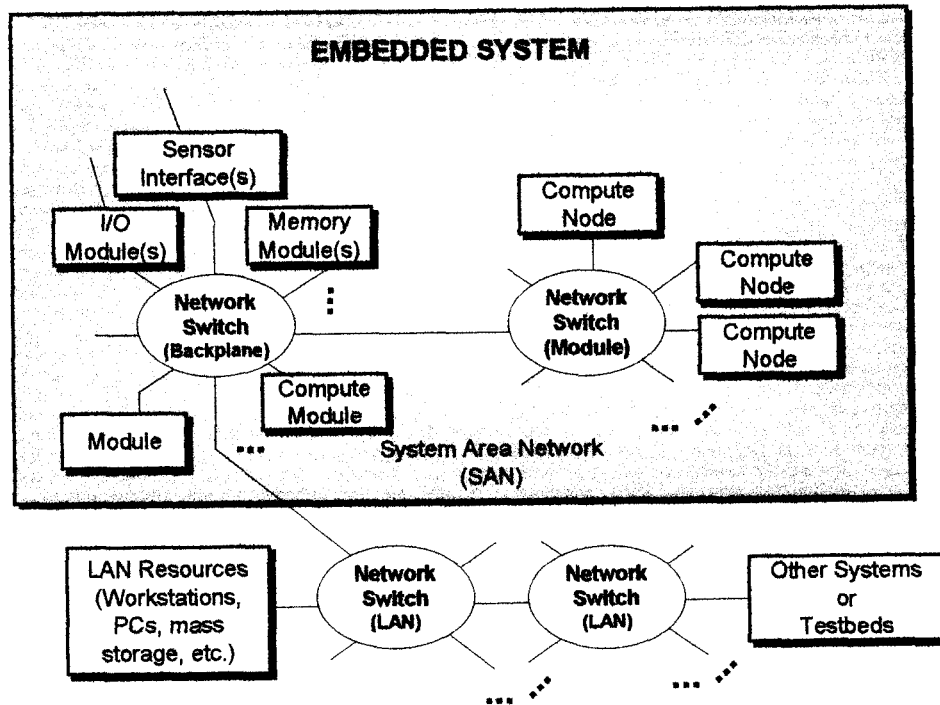 EMBEDDED SYSTEM
Sensor
Interface(s)
I/O
Module(s)
Memory
Module(s)
Network
Switch
(Backplane)
Module
Compute
Module
Compute
Node
Network
Switch
(Module)
Compute
Node
Compute
Node
System Area Network
(SAN)
LAN Resources
(Workstations,
PCs, mass
storage, etc.)
Network
Switch
(LAN)
Network
Switch
(LAN)
Other Systems
or
Testbeds